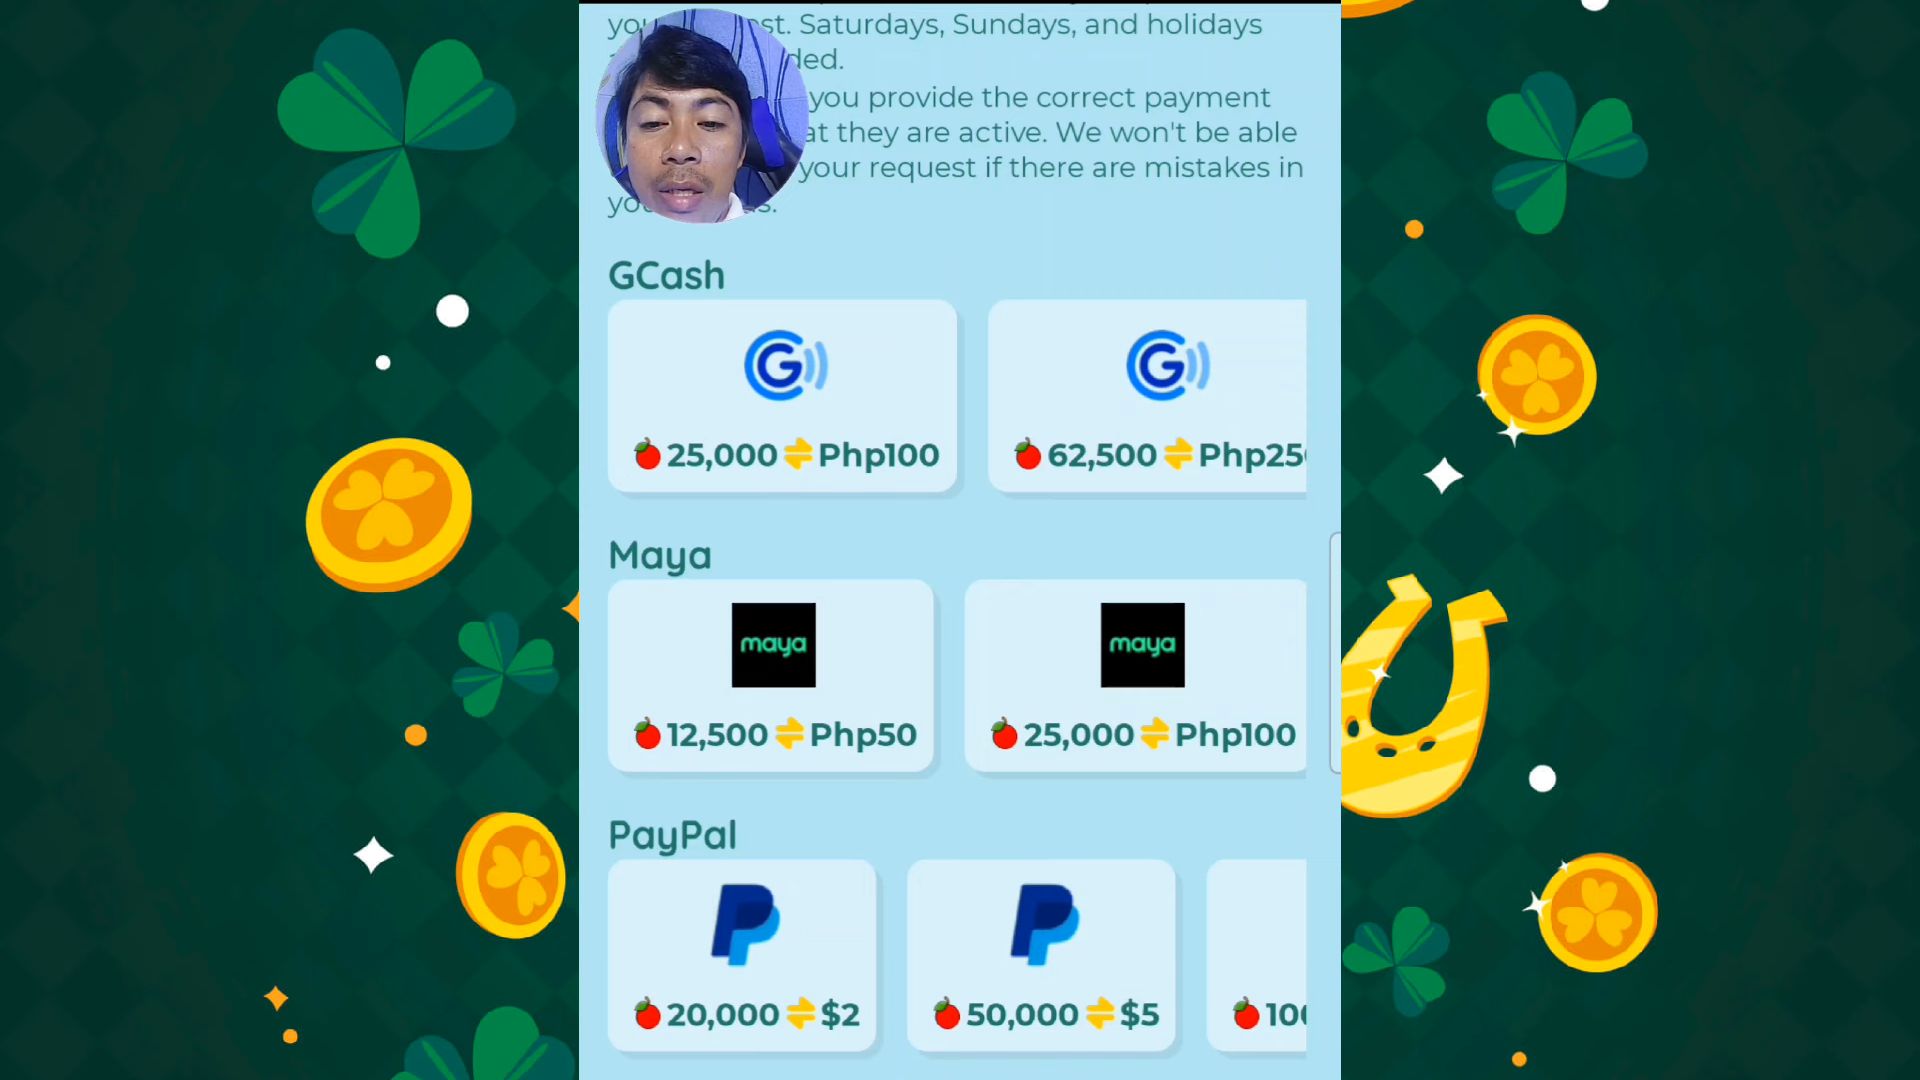 st. Saturdays, Sundays, and holidays
ded.
you provide the correct payment
at they are active. We won't be able
your request if there are mistakes in
GCash
25,000 Php100
62,500 Php25
Maya
maya
maya
12,500 Php50
25,000 Php100
PayPal
20,000 $2
50,000 $5